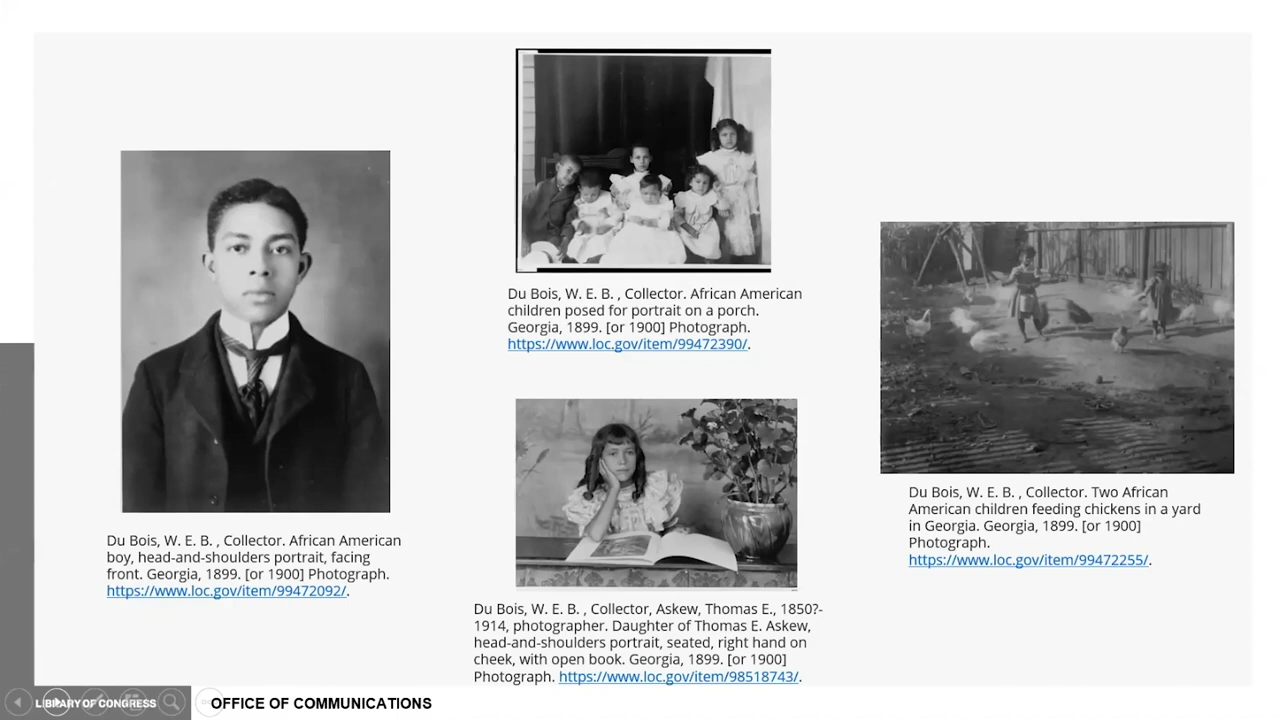 Du Bois, W. E. B. , Collector. African American
boy, head-and-shoulders portrait, facing
front. Georgia, 1899. [or 1900] Photograph.
https://www.loc.gov/item/99472092/.
Du Bois, W. E. B. , Collector. African American
children posed for portrait on a porch.
Georgia, 1899. [or 1900] Photograph.
https://www.loc.gov/item/99472390/.
Du Bois, W. E. B. , Collector, Askew, Thomas E., 1850?-
1914, photographer. Daughter of Thomas E. Askew,
head-and-shoulders portrait, seated, right hand on
cheek, with open book. Georgia, 1899. [or 1900]
Photograph. https://www.loc.gov/item/98518743/.
Du Bois, W. E. B. , Collector. Two African
American children feeding chickens in a yard
in Georgia. Georgia, 1899. [or 1900]
Photograph.
https://www.loc.gov/item/99472255/.
LIBRARY OF CONGRESS OFFICE OF COMMUNICATIONS